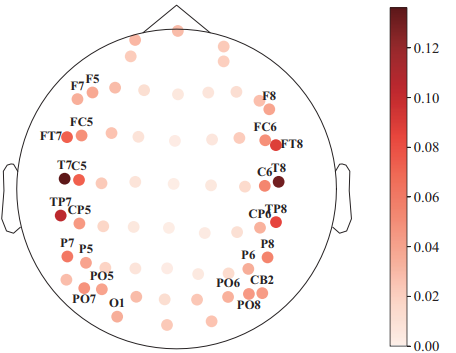 F7 F5 F8
FT7 FC5 FC6 FT8
T7 C5 C6 T8
TP7 CP5 CP6 TP8
P7 P5 P6 P8
PO7 PO5 PO6 CB2
O1 PO8
0.12
0.10
0.08
0.06
0.04
0.02
0.00